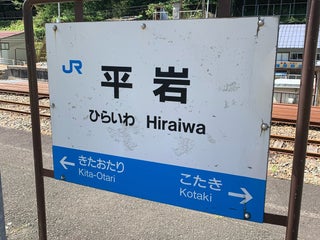 JR
平岩
ひらいわ Hiraiwa
← きたおたり こたき →
Kita-Otari Kotaki